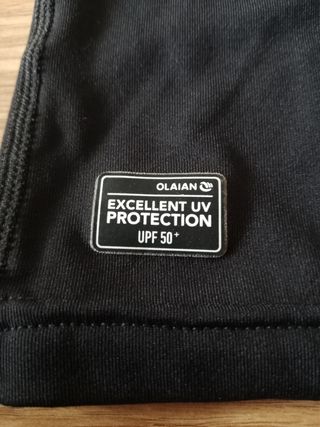 OLAIAN
EXCELLENT UV
PROTECTION
UPF 50+